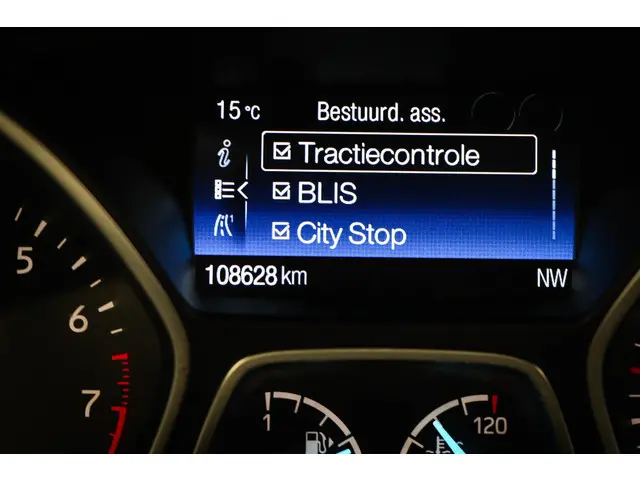 15 °C Bestuurd. ass.
Tractiecontrole
BLIS
City Stop
108628 km NW
5
6
7
1
120